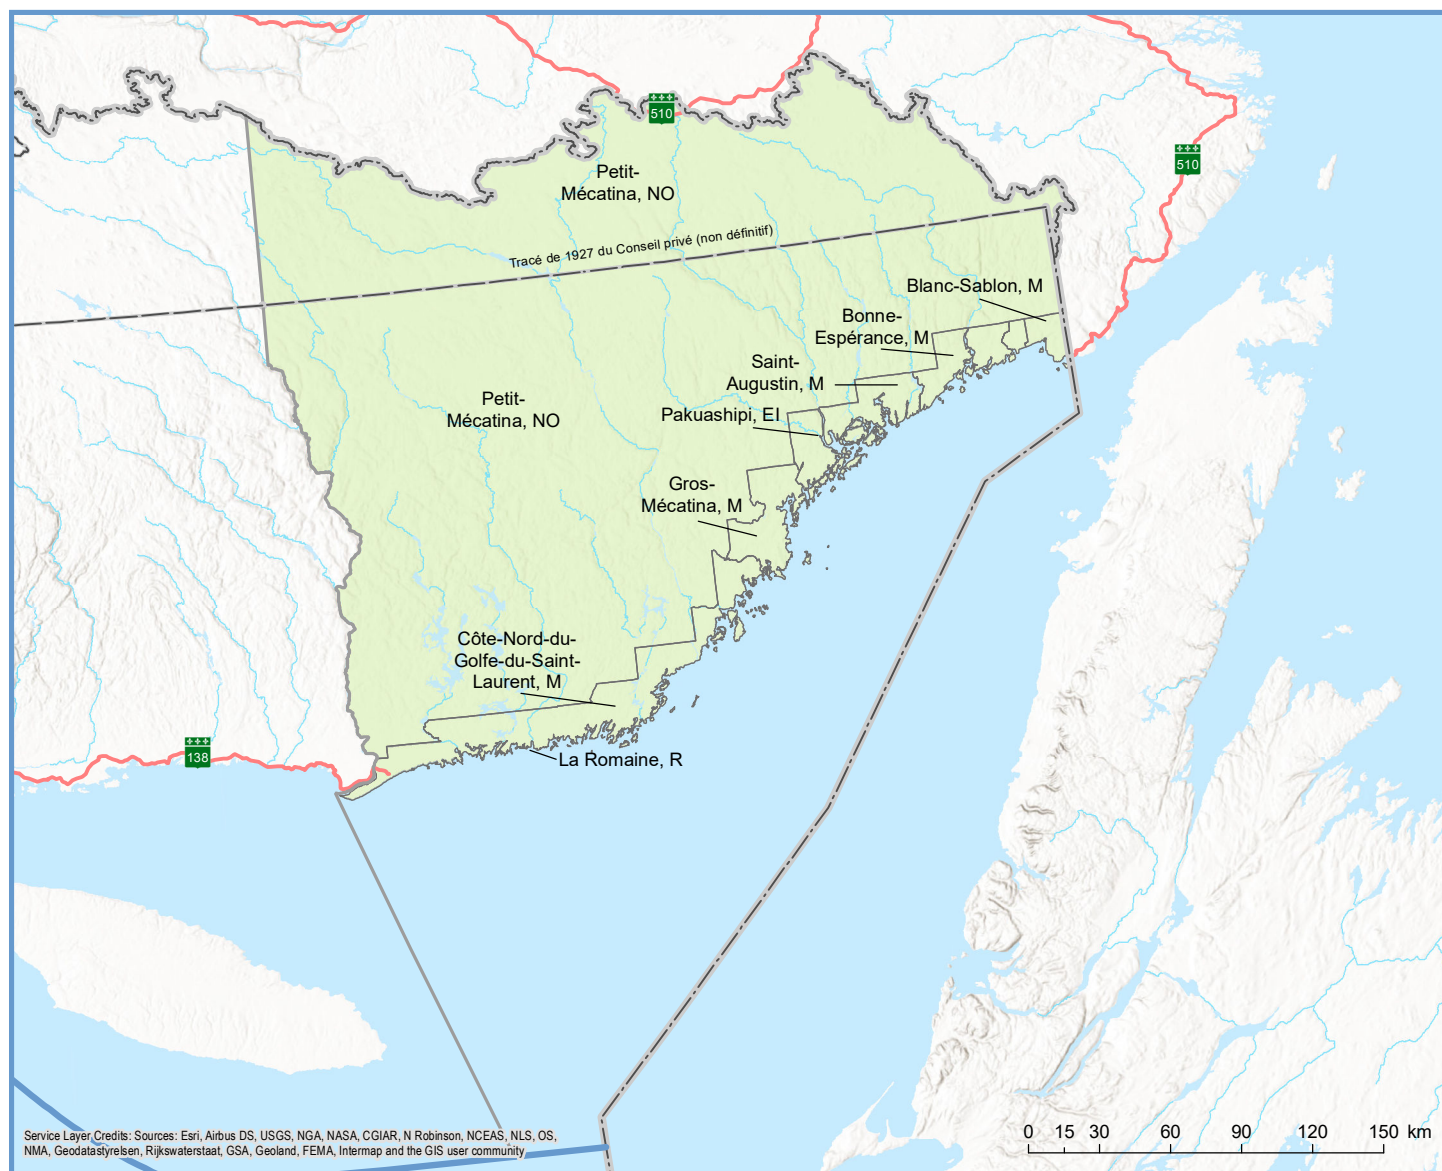 510
Petit-
Mécatina, NO
510
Tracé de 1927 du Conseil privé (non définitif)
Blanc-Sablon, M
Bonne-
Espérance, M
Saint-
Augustin, M
Petit-
Mécatina, NO
Pakuashipi, EI
Gros-
Mécatina, M
Côte-Nord-du-
Golfe-du-Saint-
Laurent, M
138
La Romaine, R
Service Layer Credits: Sources: Esri, Airbus DS, USGS, NGA, NASA, CGIAR, N Robinson, NCEAS, NLS, OS,
NMA, Geodatastyrelsen, Rijkswaterstaat, GSA, Geoland, FEMA, Intermap and the GIS user community
0 15 30 60 90 120 150 km